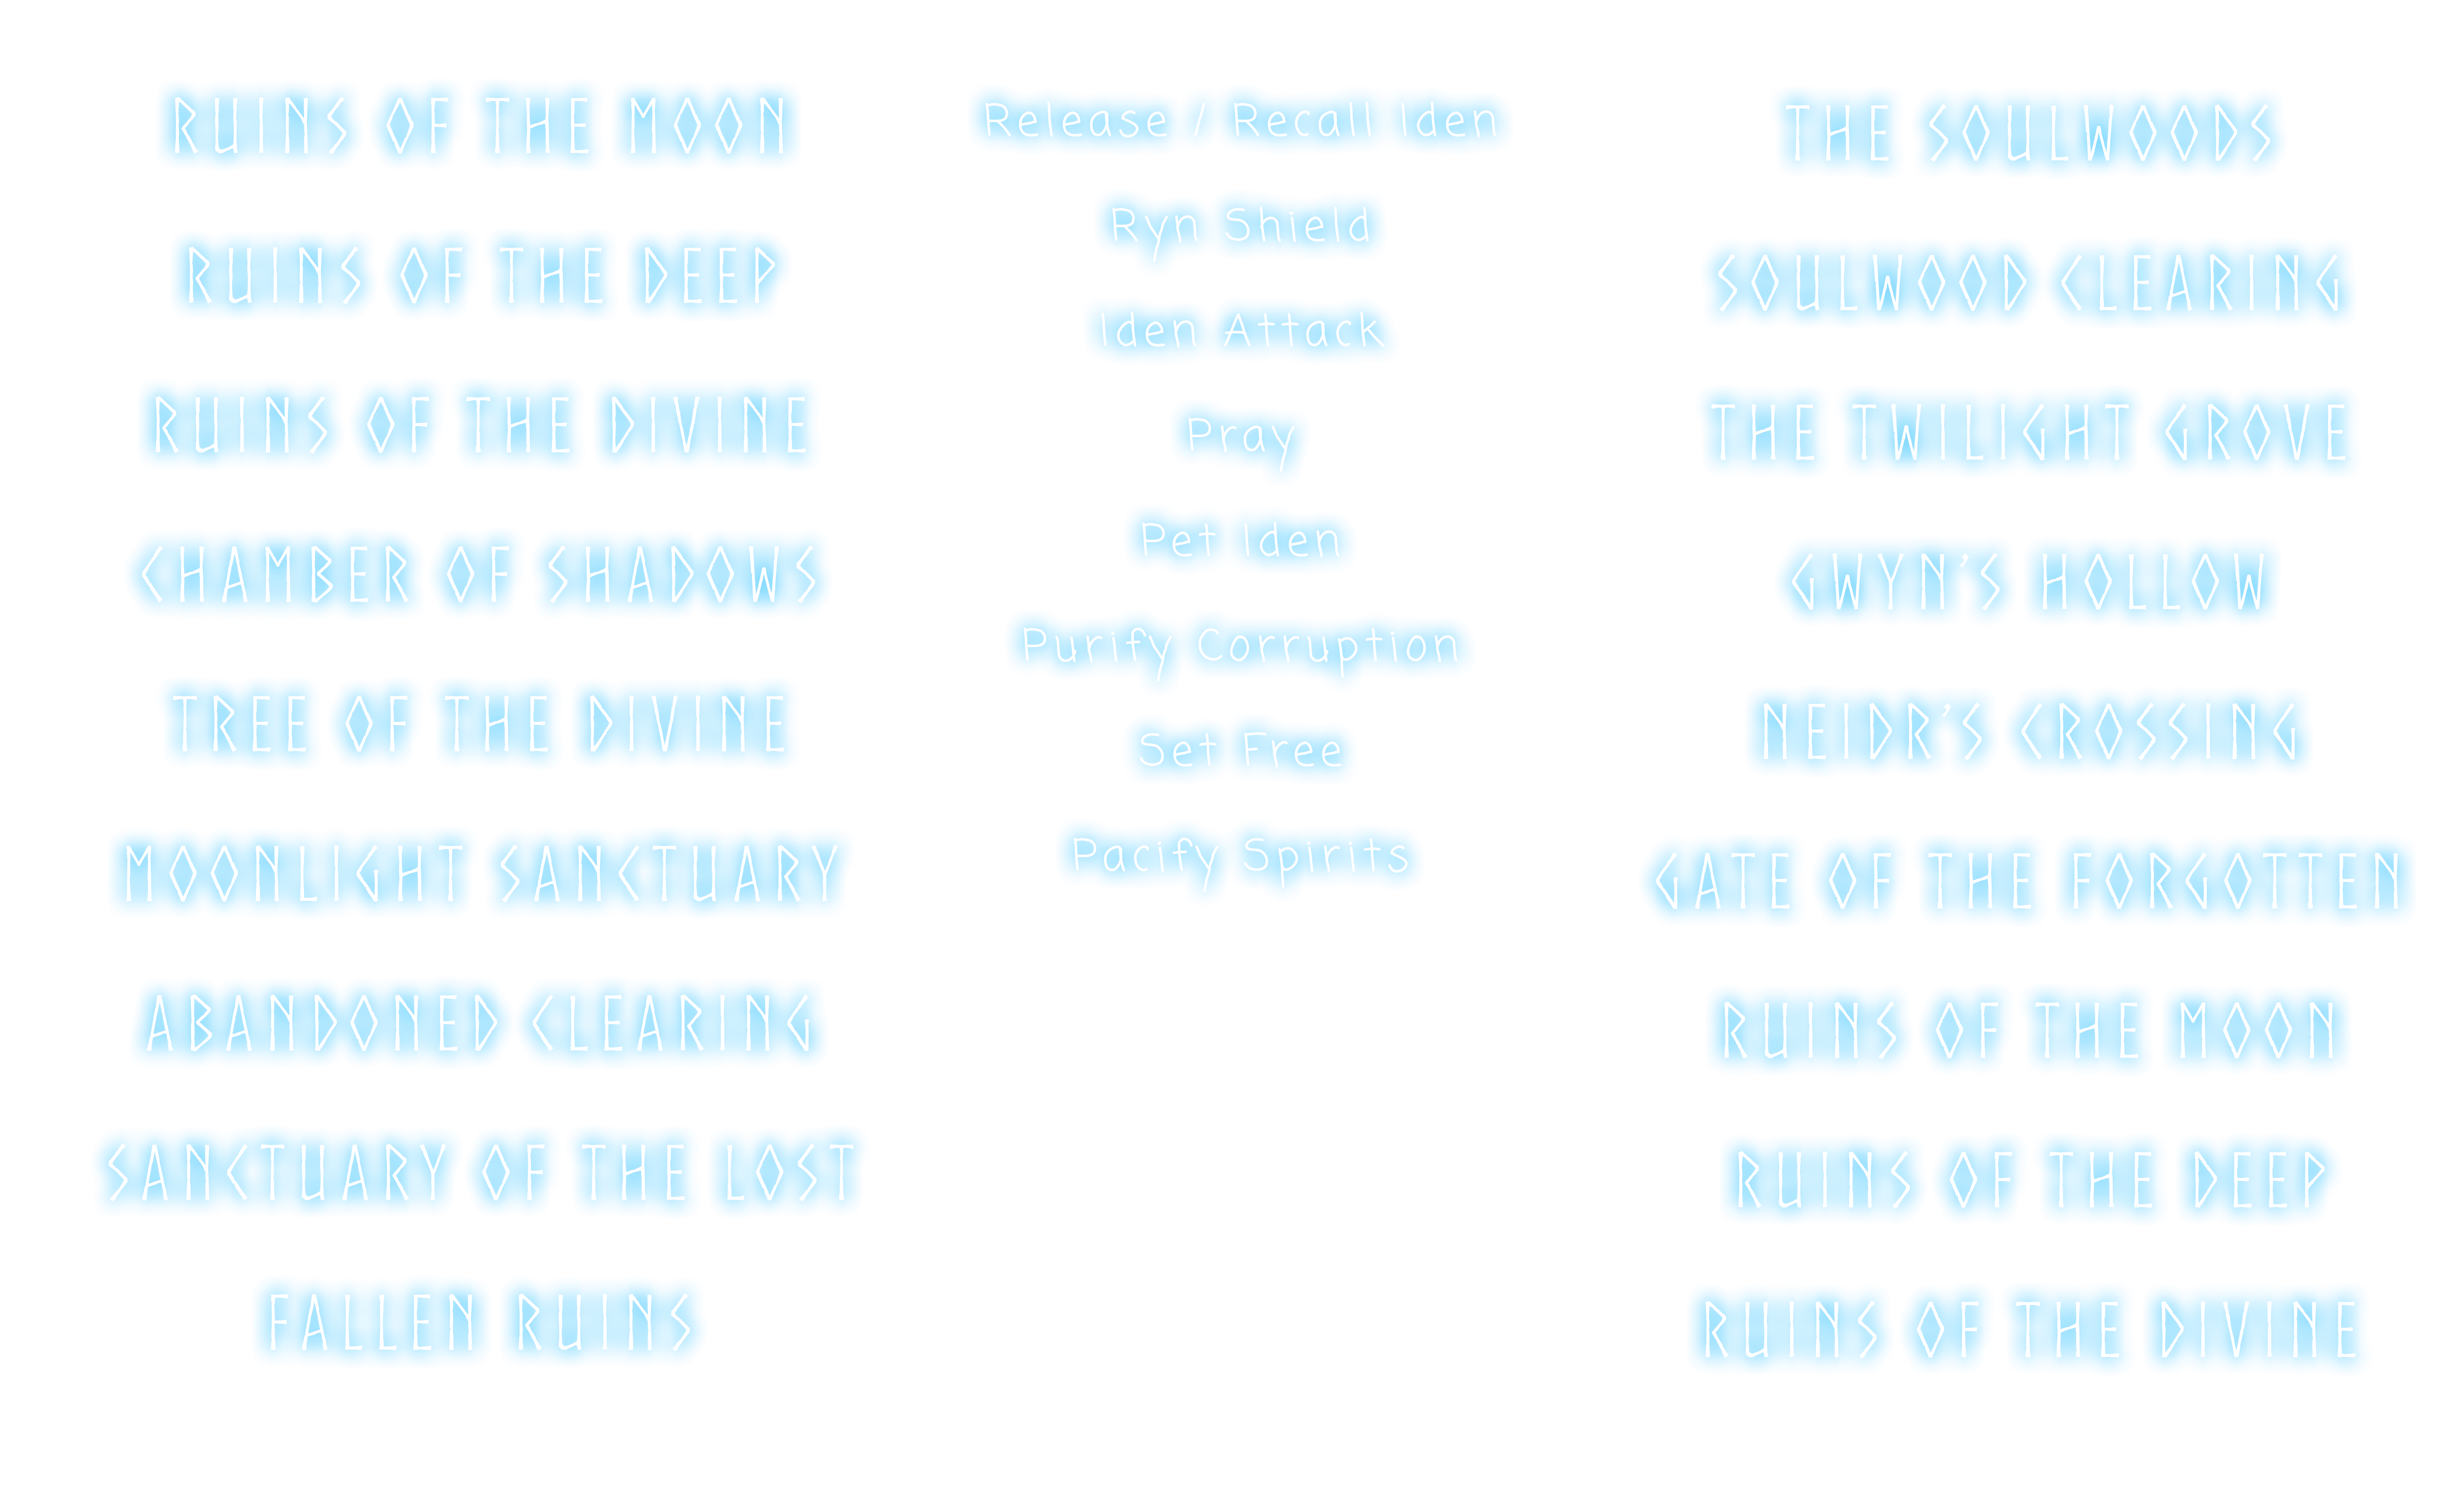 RUINS OF THE MOON
RUINS OF THE DEEP
RUINS OF THE DIVINE
CHAMBER OF SHADOWS
TREE OF THE DIVINE
MOONLIGHT SANCTUARY
ABANDONED CLEARING
SANCTUARY OF THE LOST
FALLEN RUINS
Release / Recall Iden
Ryn Shield
Iden Attack
Pray
Pet Iden
Purify Corruption
Set Free
Pacify Spirits
THE SOULWOODS
SOULWOOD CLEARING
THE TWILIGHT GROVE
GWYN'S HOLLOW
NEIDR'S CROSSING
GATE OF THE FORGOTTEN
RUINS OF THE MOON
RUINS OF THE DEEP
RUINS OF THE DIVINE